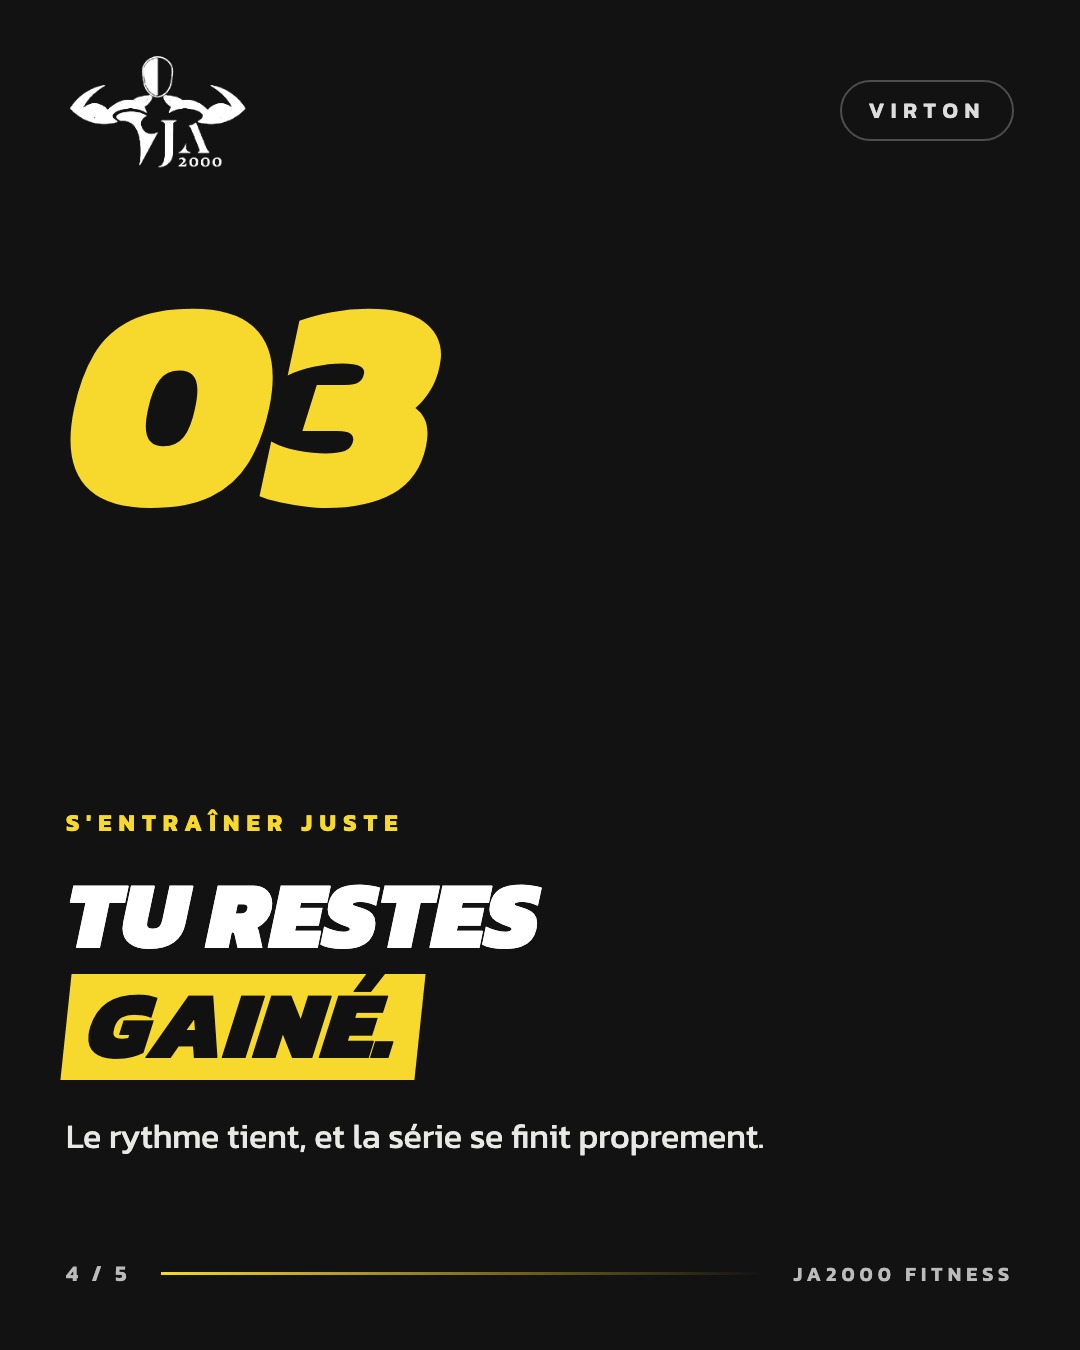 JA
2000
VIRTON
03
S'ENTRAÎNER JUSTE
TU RESTES
GAINÉ.
Le rythme tient, et la série se finit proprement.
4 / 5
JA2000 FITNESS